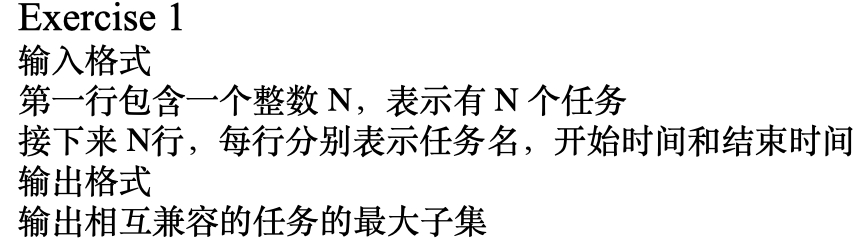 Exercise 1
输入格式
第一行包含一个整数 N，表示有 N 个任务
接下来 N行，每行分别表示任务名，开始时间和结束时间
输出格式
输出相互兼容的任务的最大子集